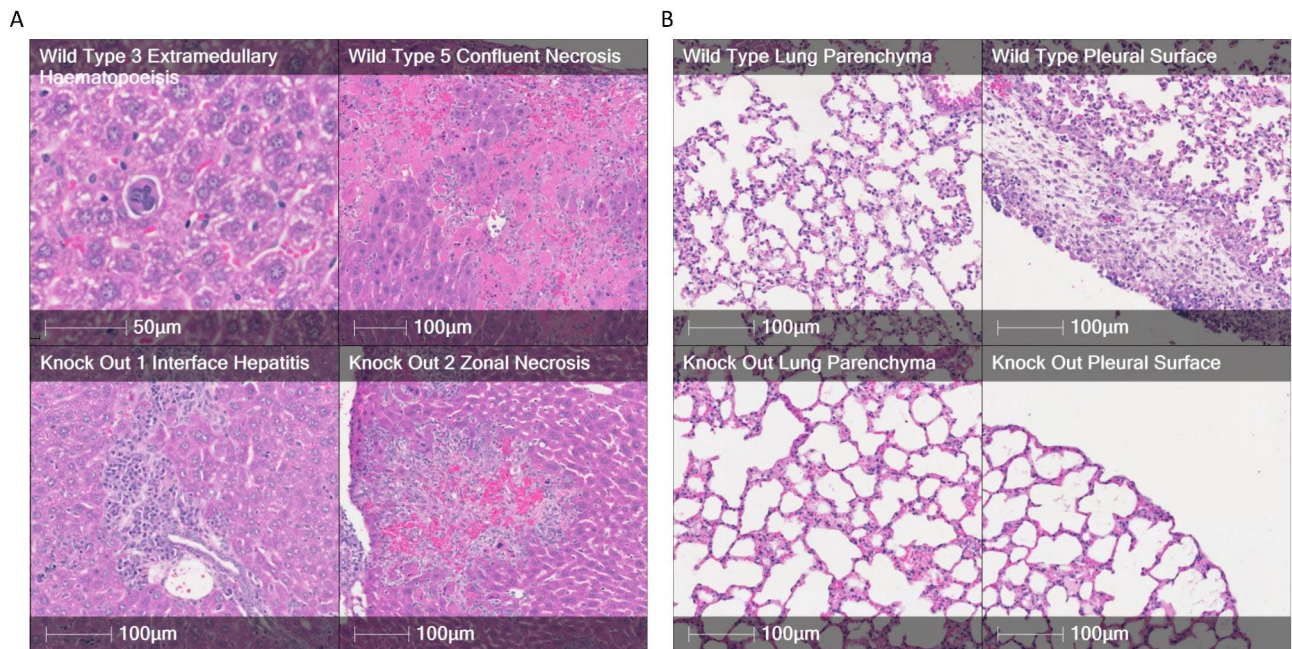 A
B
Wild Type 3 Extramedullary
Haematopoeisis
Wild Type 5 Confluent Necrosis
Wild Type Lung Parenchyma
Wild Type Pleural Surface
50µm
100µm
100µm
100µm
Knock Out 1 Interface Hepatitis
Knock Out 2 Zonal Necrosis
Knock Out Lung Parenchyma
Knock Out Pleural Surface
100µm
100µm
100µm
100µm